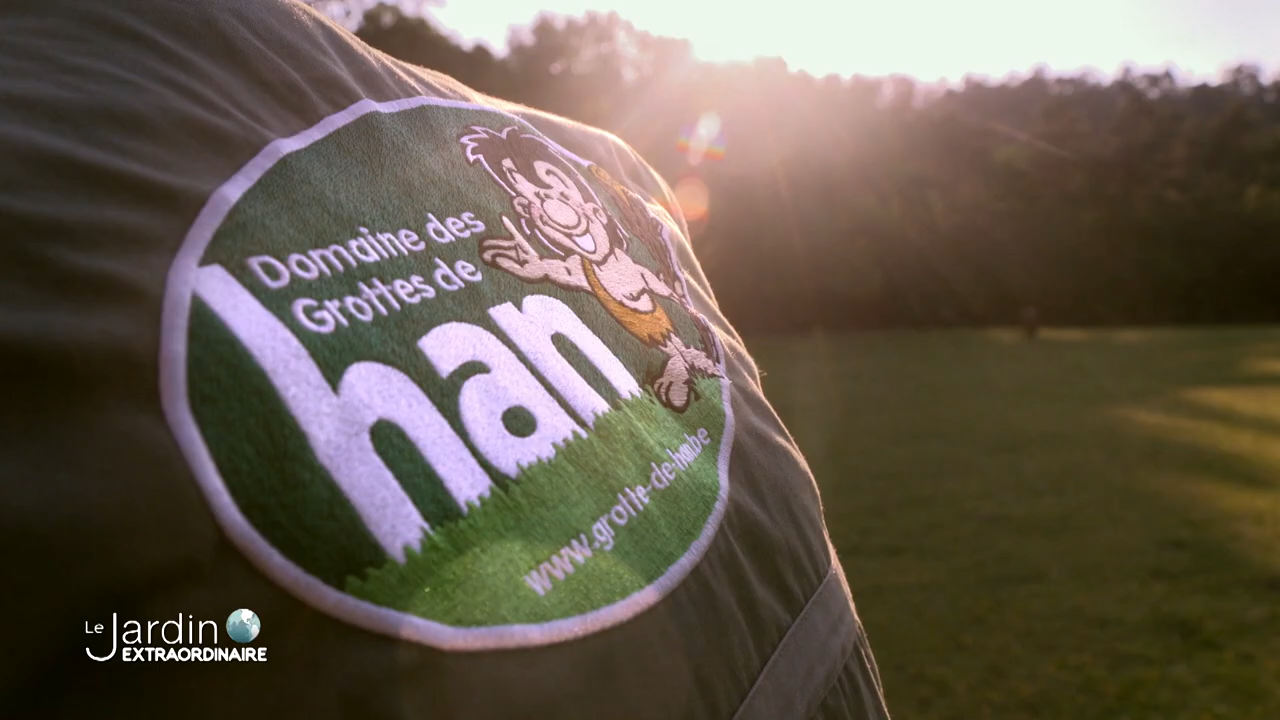 Domaine des
Grottes de
han
www.grotte-de-han.be
Le Jardin
EXTRAORDINAIRE